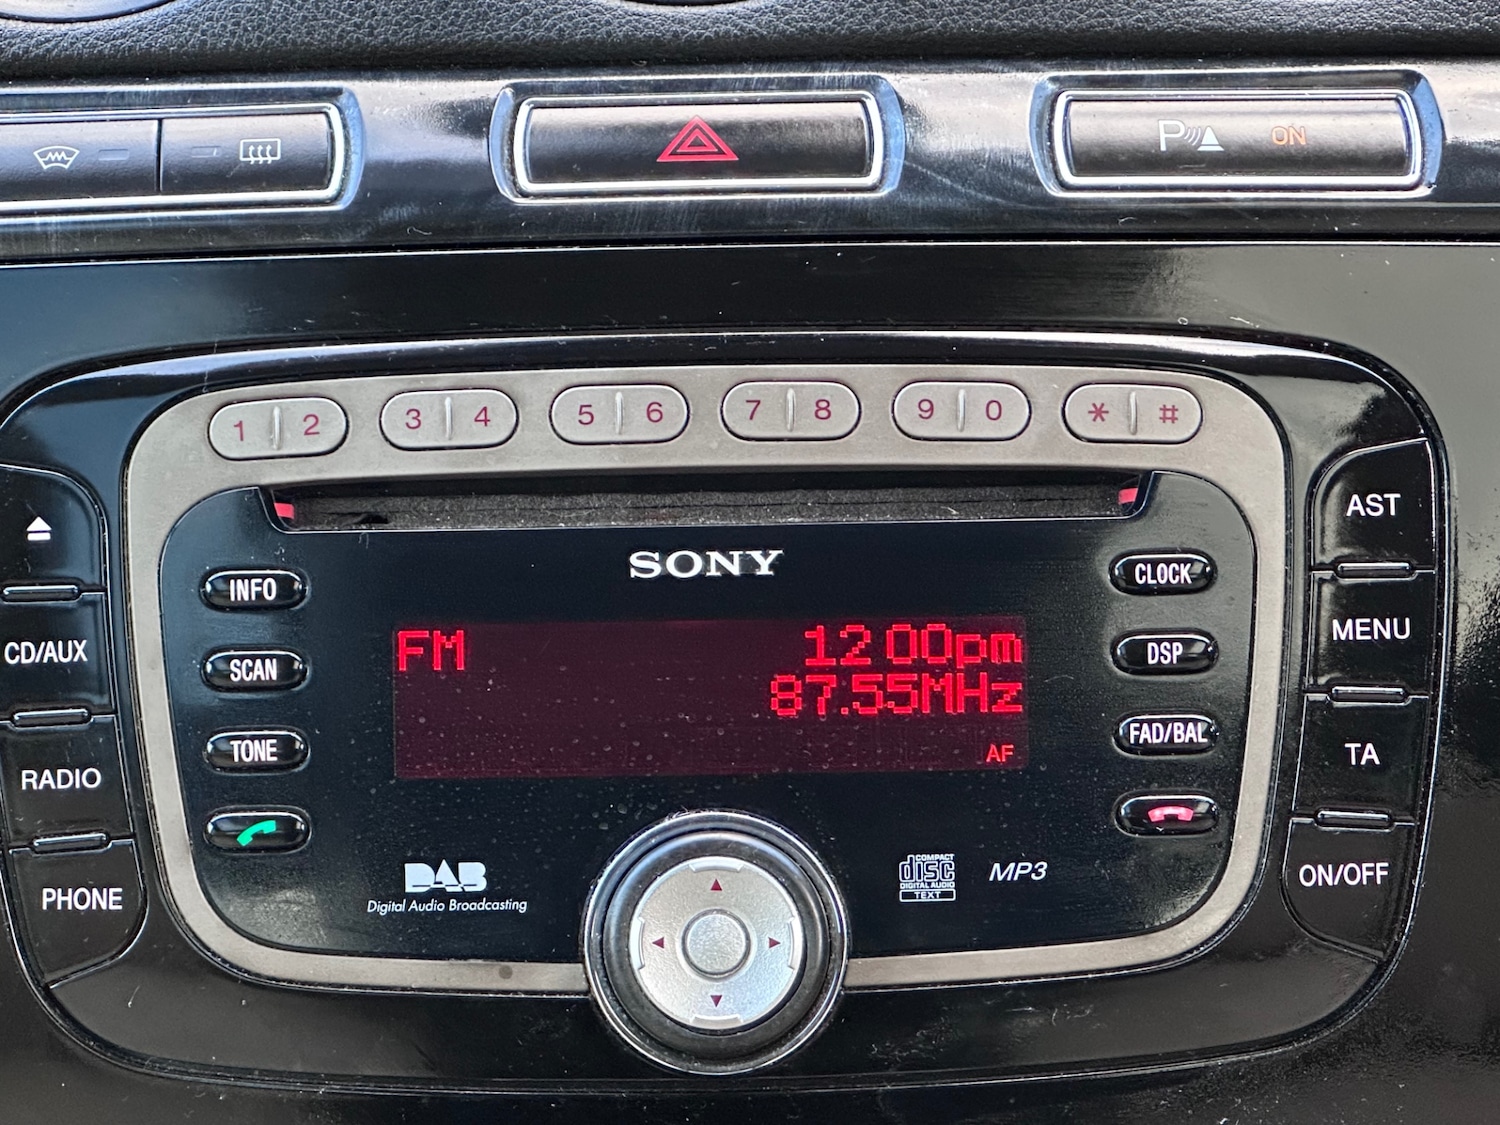 P ON
1 2 3 4 5 6 7 8 9 0 * #
AST
SONY
INFO
CLOCK
FM 12 00pm
MENU
CD/AUX
SCAN
DSP
87.55MHz
TONE
FAD/BAL
AF
TA
RADIO
DAB
Digital Audio Broadcasting
COMPACT
disc
DIGITAL AUDIO
TEXT
MP3
ON/OFF
PHONE